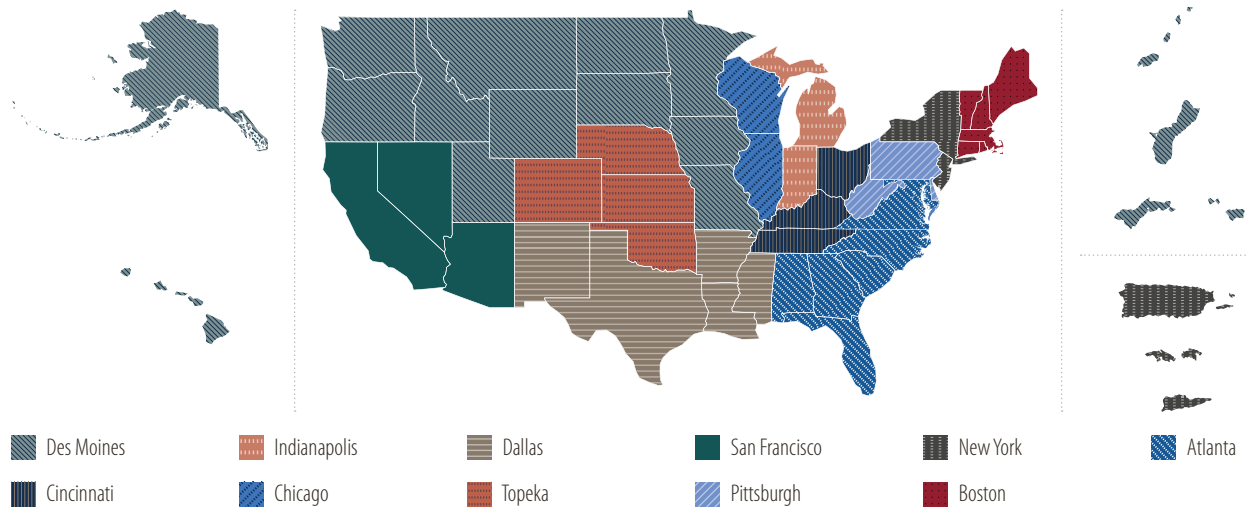 Des Moines
Indianapolis
Dallas
San Francisco
New York
Atlanta
Cincinnati
Chicago
Topeka
Pittsburgh
Boston